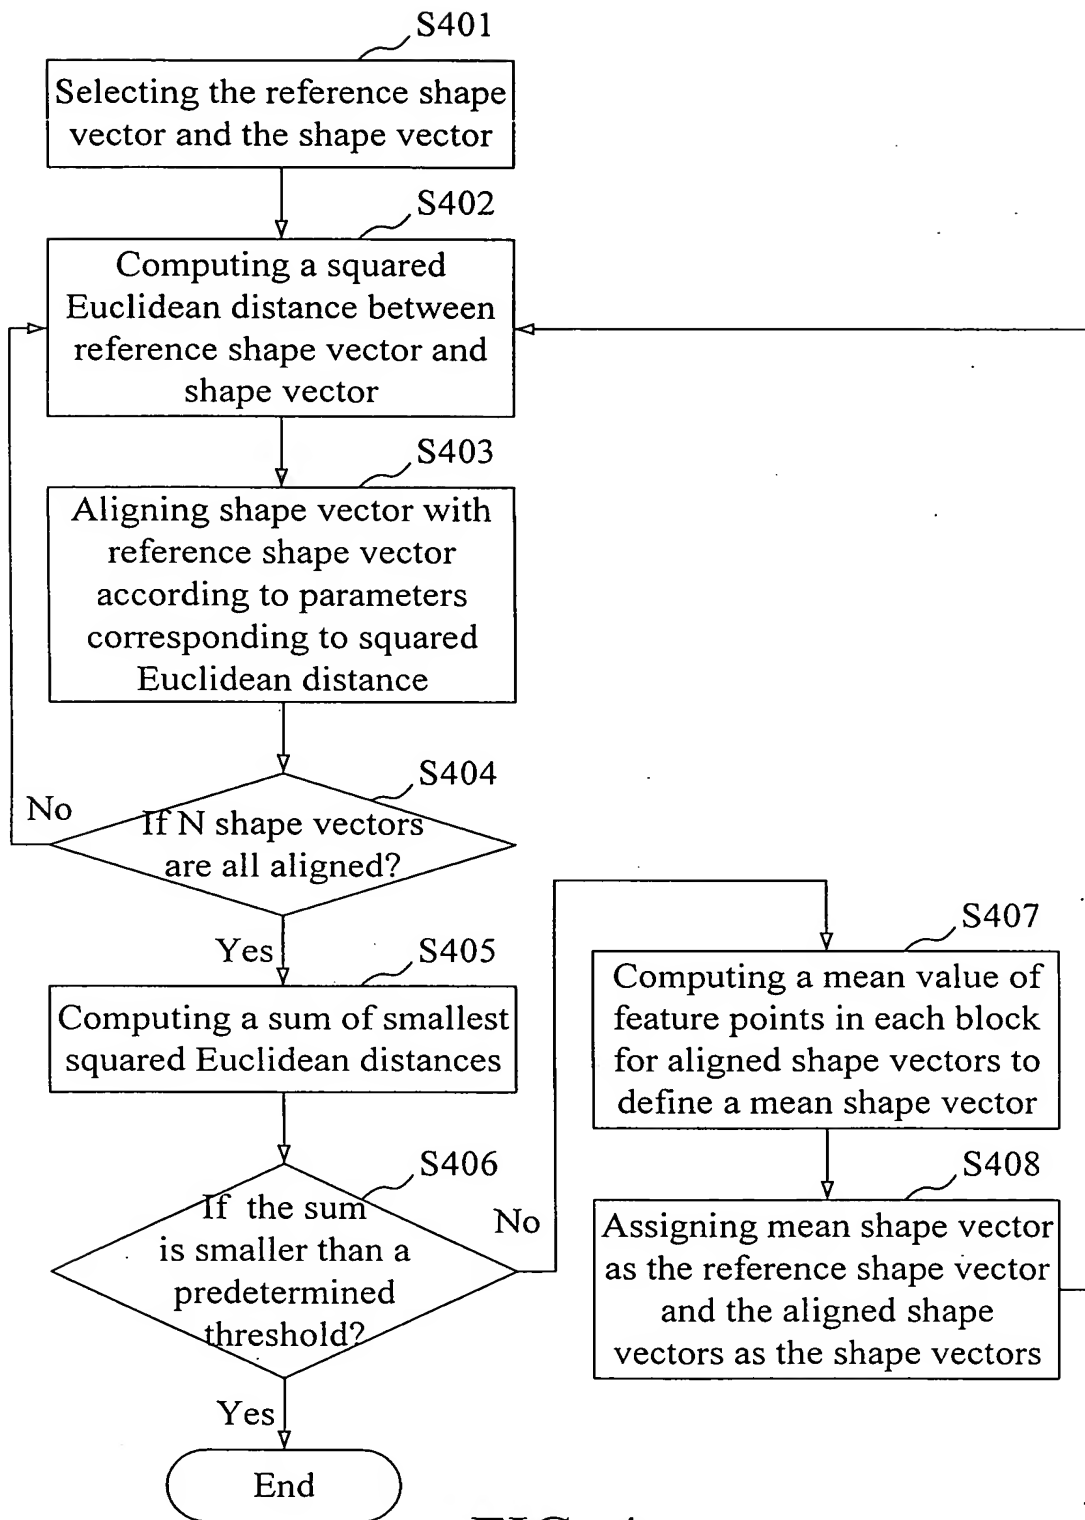 S401
Selecting the reference shape
vector and the shape vector
S402
Computing a squared
Euclidean distance between
reference shape vector and
shape vector
S403
Aligning shape vector with
reference shape vector
according to parameters
corresponding to squared
Euclidean distance
S404
No
If N shape vectors
are all aligned?
Yes
S405
Computing a sum of smallest
squared Euclidean distances
S406
If the sum
is smaller than a
predetermined
threshold?
No
Yes
End
S407
Computing a mean value of
feature points in each block
for aligned shape vectors to
define a mean shape vector
S408
Assigning mean shape vector
as the reference shape vector
and the aligned shape
vectors as the shape vectors